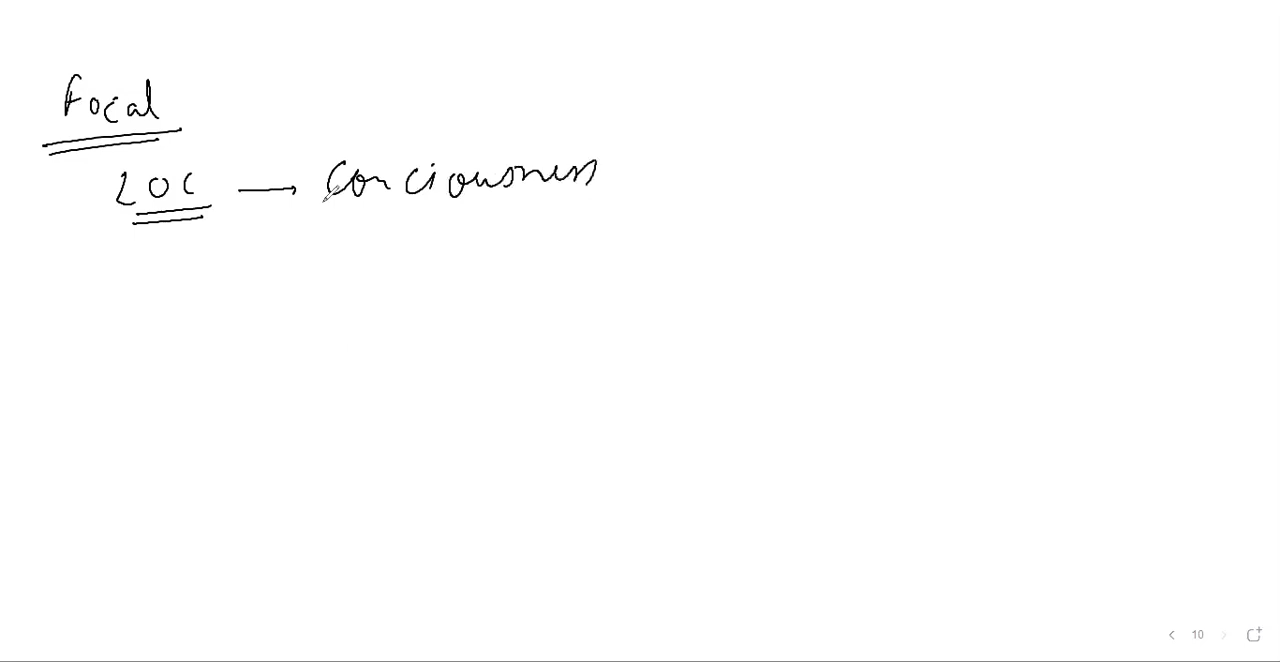 Focal
LOC → Conciousness
< 10 >